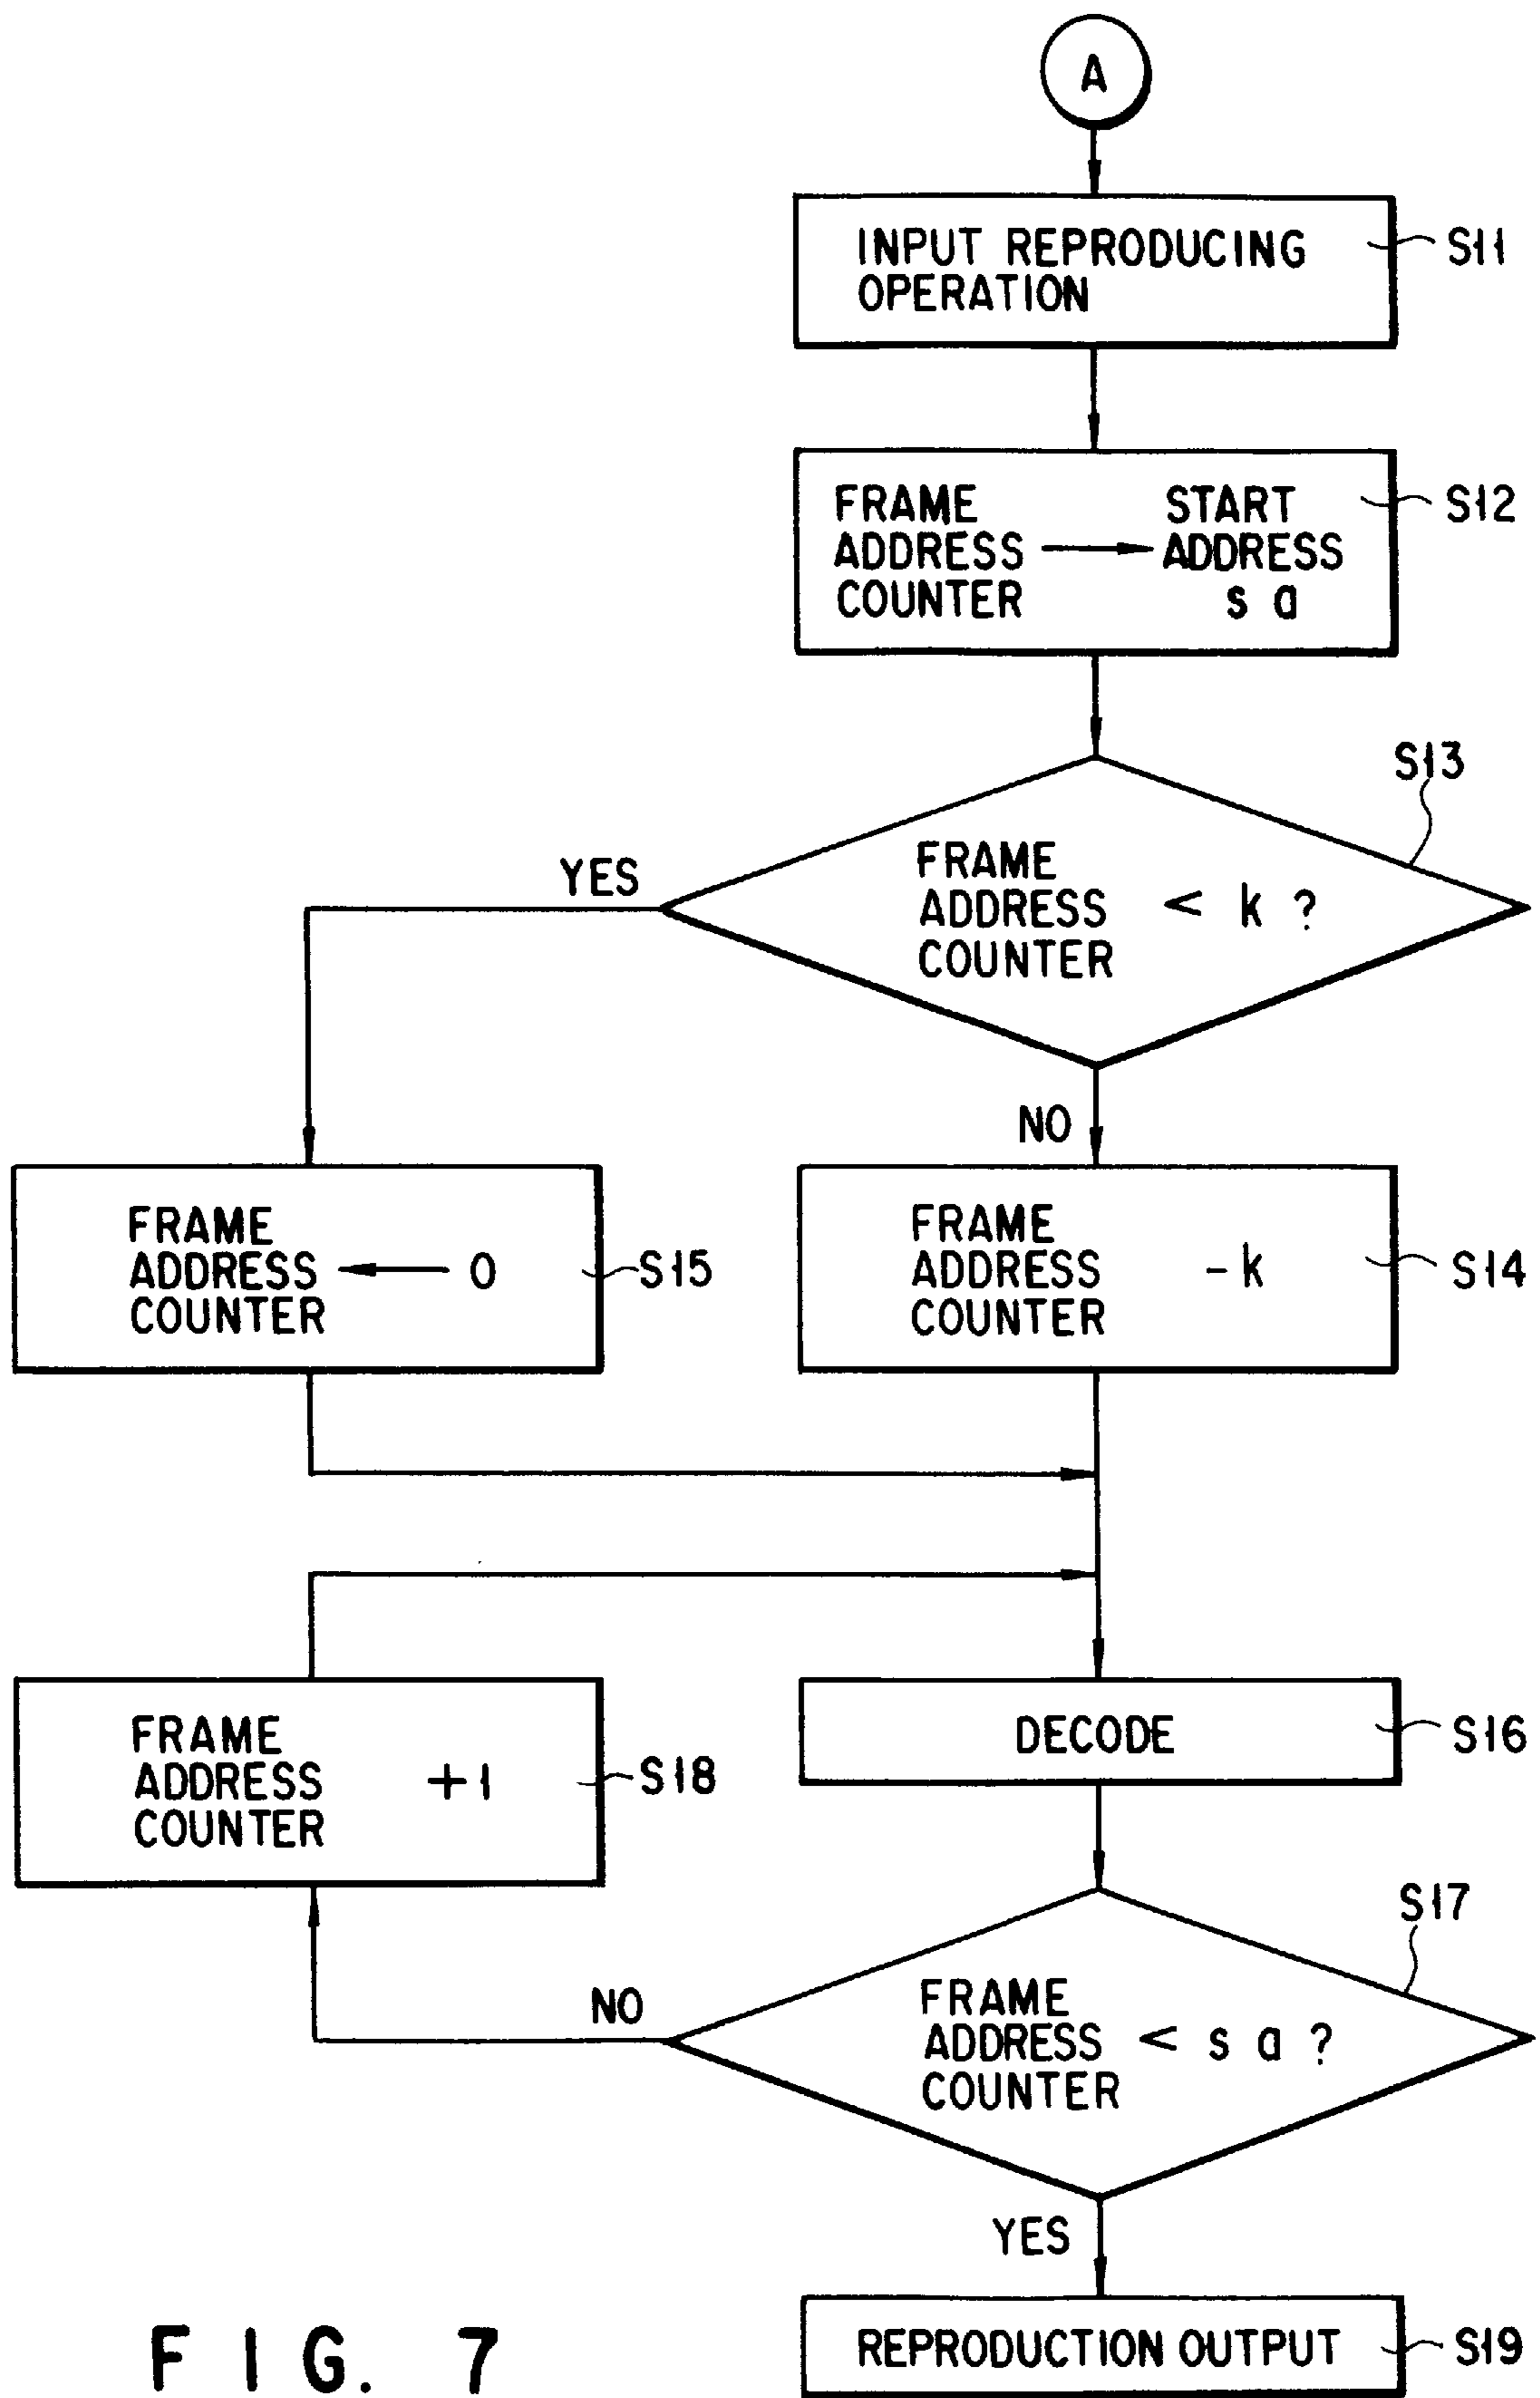 A
INPUT REPRODUCING
OPERATION
S11
FRAME
ADDRESS
COUNTER
START
ADDRESS
s a
S12
S13
FRAME
ADDRESS
COUNTER
< k ?
YES
NO
FRAME
ADDRESS
COUNTER
0
S15
FRAME
ADDRESS
COUNTER
-k
S14
FRAME
ADDRESS
COUNTER
+1
S18
DECODE
S16
S17
FRAME
ADDRESS
COUNTER
< s a ?
NO
YES
REPRODUCTION OUTPUT
S19
FIG. 7